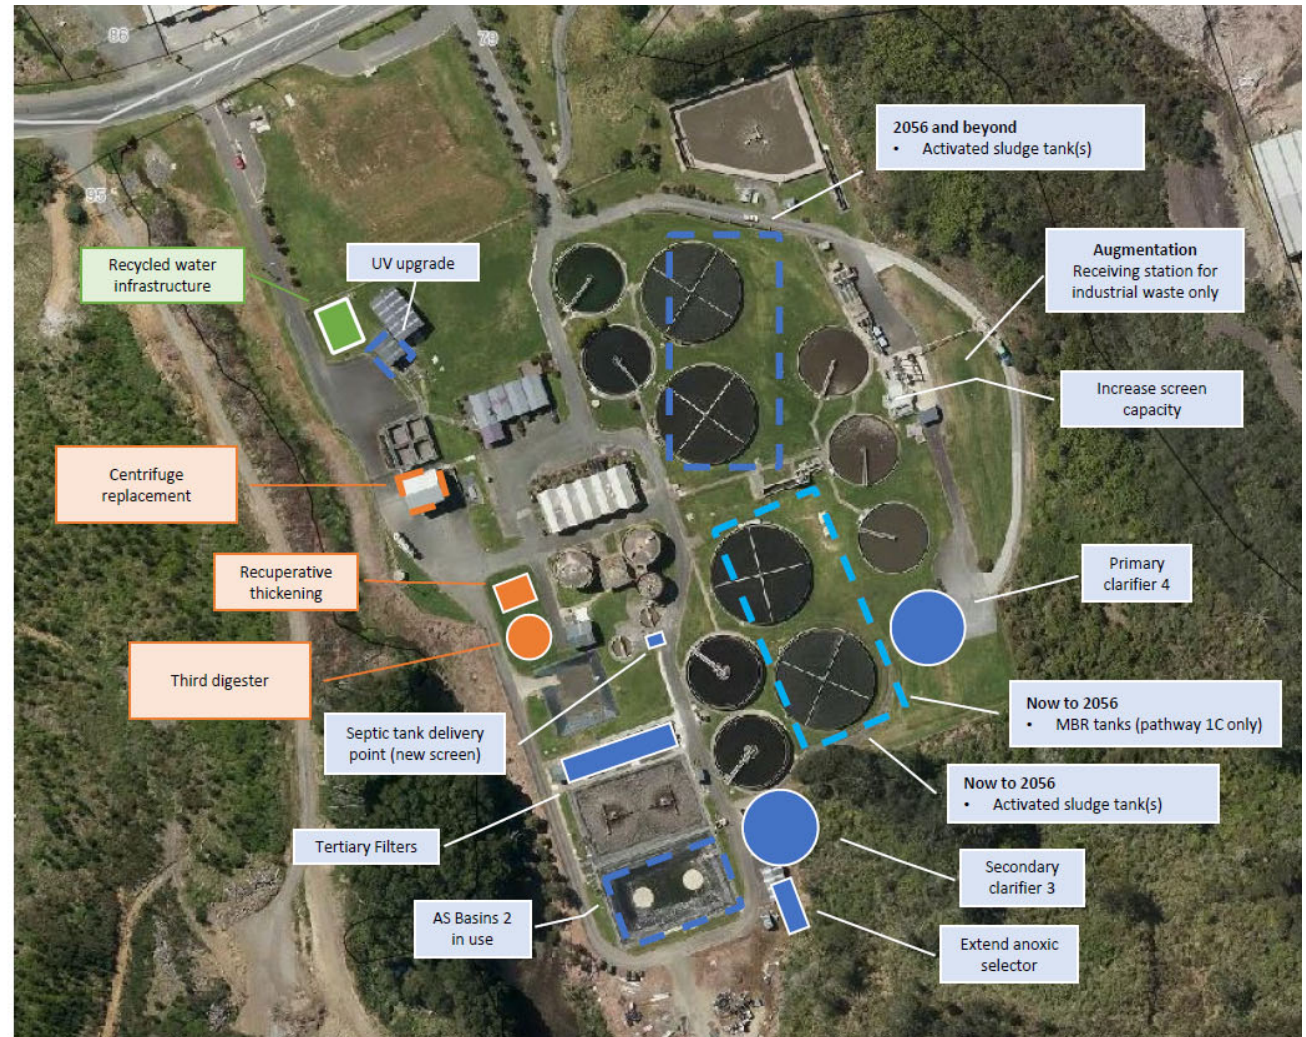 86
79
95
2056 and beyond
• Activated sludge tank(s)
Augmentation
Receiving station for
industrial waste only
Recycled water
infrastructure
UV upgrade
Increase screen
capacity
Centrifuge
replacement
Recuperative
thickening
Primary
clarifier 4
Third digester
Now to 2056
• MBR tanks (pathway 1C only)
Septic tank delivery
point (new screen)
Now to 2056
• Activated sludge tank(s)
Tertiary Filters
Secondary
clarifier 3
AS Basins 2
in use
Extend anoxic
selector